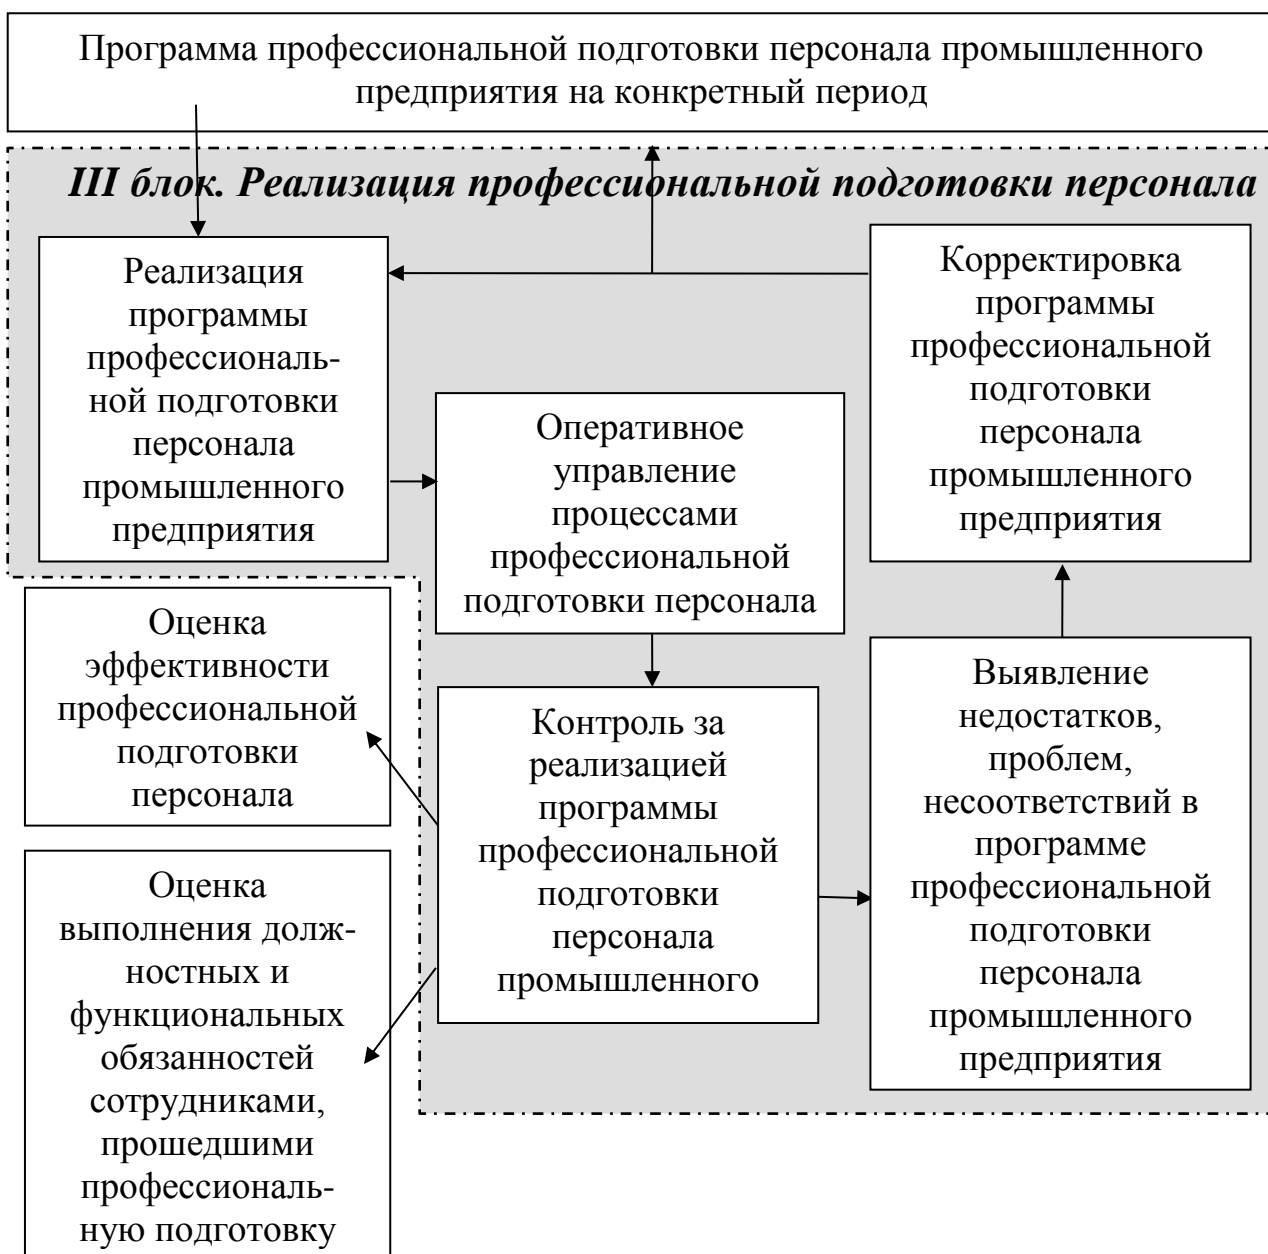 Программа профессиональной подготовки персонала промышленного
предприятия на конкретный период
III блок. Реализация профессиональной подготовки персонала
Реализация
программы
профессиональ-
ной подготовки
персонала
промышленного
предприятия
Корректировка
программы
профессиональной
подготовки
персонала
промышленного
предприятия
Оперативное
управление
процессами
профессиональной
подготовки персонала
Оценка
эффективности
профессиональной
подготовки
персонала
Контроль за
реализацией
программы
профессиональной
подготовки
персонала
промышленного
Выявление
недостатков,
проблем,
несоответствий в
программе
профессиональной
подготовки
персонала
промышленного
предприятия
Оценка
выполнения долж-
ностных и
функциональных
обязанностей
сотрудниками,
прошедшими
профессиональ-
ную подготовку